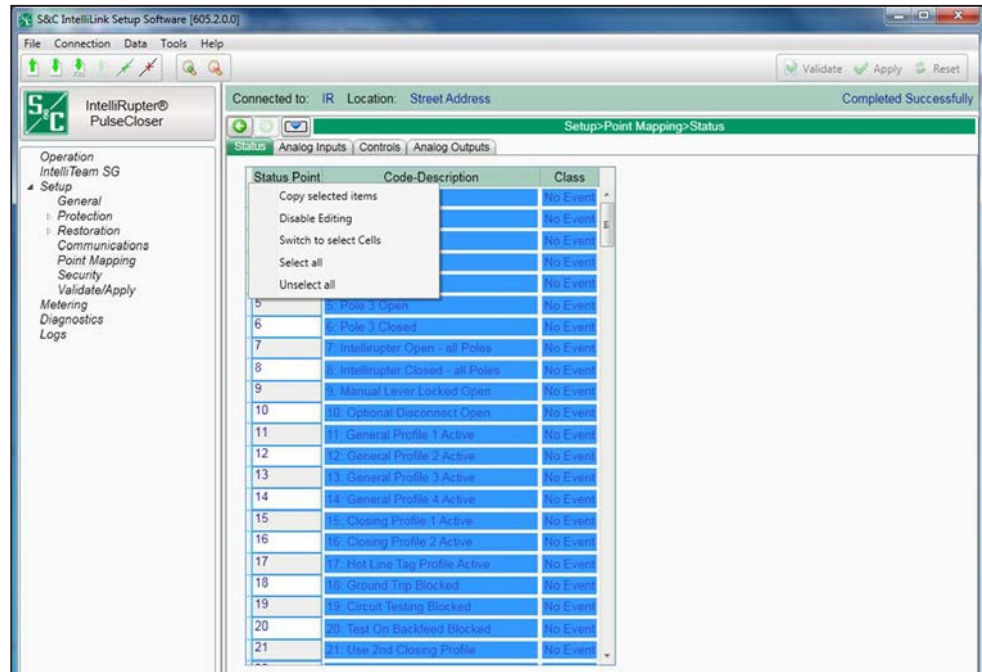 S&C IntelliLink Setup Software [605.2.0.0]
File Connection Data Tools Help
Validate Apply Reset
S&C
IntelliRupter®
PulseCloser
Connected to: IR Location: Street Address Completed Successfully
Setup>Point Mapping>Status
Status Analog Inputs Controls Analog Outputs
Operation
IntelliTeam SG
Setup
General
Protection
Restoration
Communications
Point Mapping
Security
Validate/Apply
Metering
Diagnostics
Logs
Status Point Code-Description Class
Copy selected items
Disable Editing
Switch to select Cells
Select all
Unselect all
No Event
No Event
No Event
No Event
No Event
5 5: Pole 3 Open No Event
6 6: Pole 3 Closed No Event
7 7: Intellirupter Open - all Poles No Event
8 8: Intellirupter Closed - all Poles No Event
9 9: Manual Lever Locked Open No Event
10 10: Optional Disconnect Open No Event
11 11: General Profile 1 Active No Event
12 12: General Profile 2 Active No Event
13 13: General Profile 3 Active No Event
14 14: General Profile 4 Active No Event
15 15: Closing Profile 1 Active No Event
16 16: Closing Profile 2 Active No Event
17 17: Hot Line Tag Profile Active No Event
18 18: Ground Trip Blocked No Event
19 19: Circuit Testing Blocked No Event
20 20: Test On Backfeed Blocked No Event
21 21: Use 2nd Closing Profile No Event